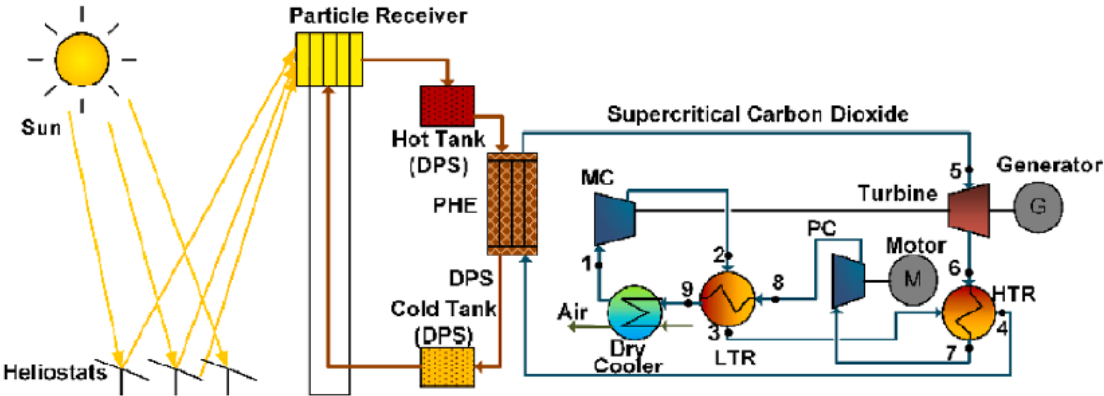 Particle Receiver
Sun
Hot Tank
(DPS)
Supercritical Carbon Dioxide
PHE
MC
5
Generator
Turbine
G
PC
Motor
M
1
2
6
DPS
9
8
HTR
4
Cold Tank
(DPS)
Air
3
LTR
7
Dry
Cooler
Heliostats